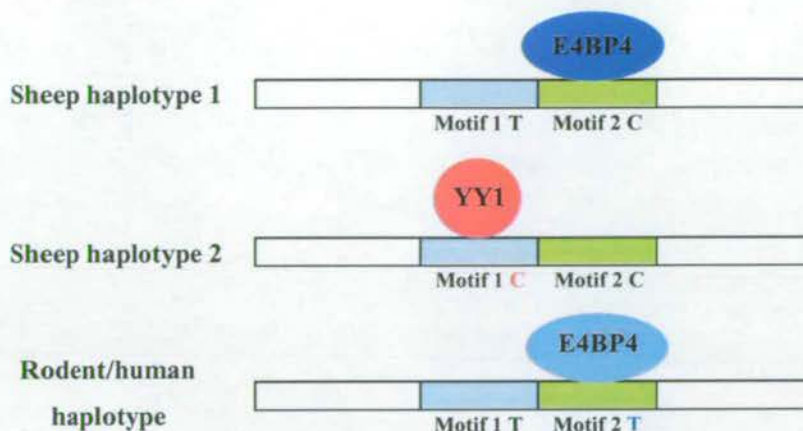 E4BP4
Sheep haplotype 1
Motif 1 T Motif 2 C
YY1
Sheep haplotype 2
Motif 1 C Motif 2 C
E4BP4
Rodent/human
haplotype
Motif 1 T Motif 2 T